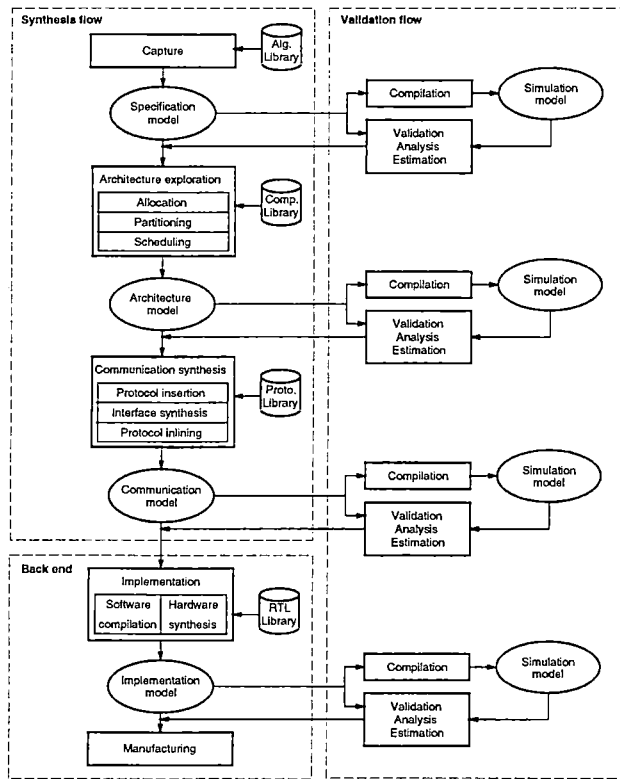 Synthesis flow
Validation flow
Capture
Alg.
Library
Specification
model
Compilation
Simulation
model
Validation
Analysis
Estimation
Architecture exploration
Allocation
Partitioning
Scheduling
Comp.
Library
Architecture
model
Compilation
Simulation
model
Validation
Analysis
Estimation
Communication synthesis
Protocol insertion
Interface synthesis
Protocol inlining
Proto.
Library
Communication
model
Compilation
Simulation
model
Validation
Analysis
Estimation
Back end
Implementation
Software
compilation
Hardware
synthesis
RTL
Library
Implementation
model
Compilation
Simulation
model
Validation
Analysis
Estimation
Manufacturing